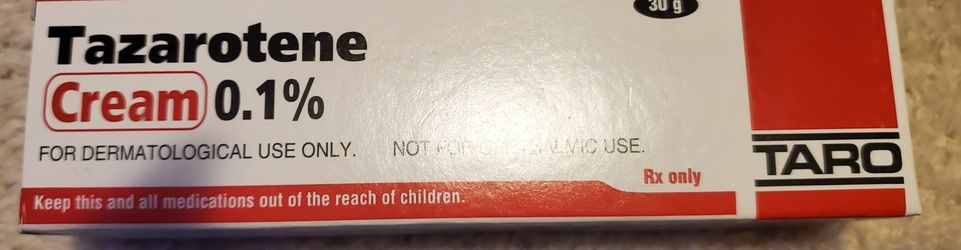 30 g
Tazarotene
Cream 0.1%
FOR DERMATOLOGICAL USE ONLY. NOT FOR OPHTHALMIC USE.
Rx only
TARO
Keep this and all medications out of the reach of children.